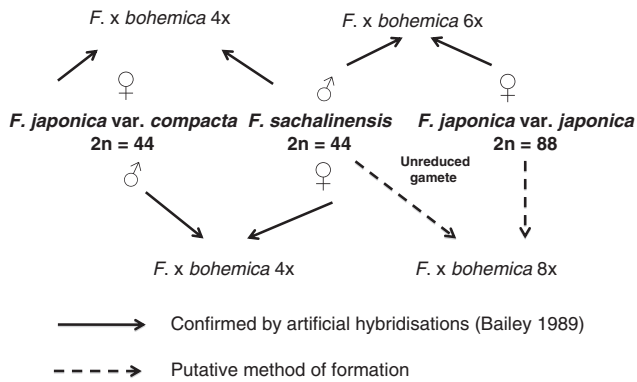 F. x bohemica 4x
F. x bohemica 6x
♀
♂
♀
F. japonica var. compacta
F. sachalinensis
F. japonica var. japonica
2n = 44
2n = 44
2n = 88
♂
♀
Unreduced
gamete
F. x bohemica 4x
F. x bohemica 8x
Confirmed by artificial hybridisations (Bailey 1989)
Putative method of formation